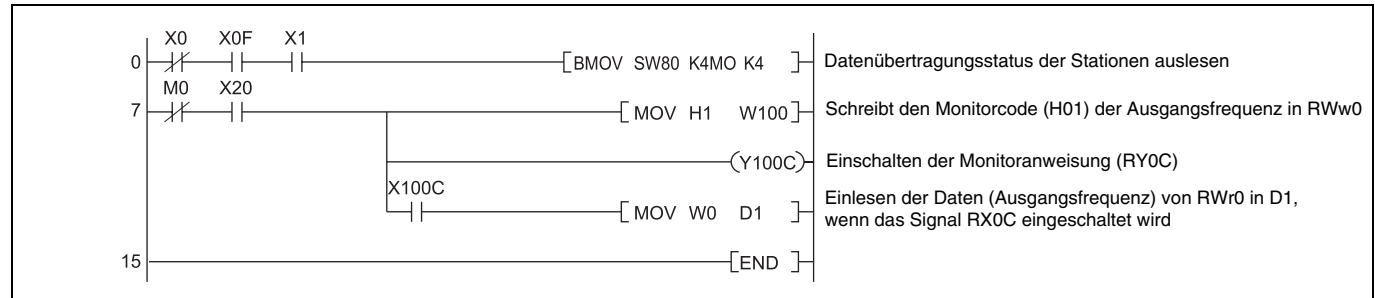 X0 X0F X1
0 [BMOV SW80 K4MO K4 ] Datenübertragungsstatus der Stationen auslesen
M0 X20
7 [ MOV H1 W100] Schreibt den Monitorcode (H01) der Ausgangsfrequenz in RWw0
(Y100C) Einschalten der Monitoranweisung (RY0C)
X100C
[ MOV W0 D1 ] Einlesen der Daten (Ausgangsfrequenz) von RWr0 in D1,
wenn das Signal RX0C eingeschaltet wird
15 [END ]